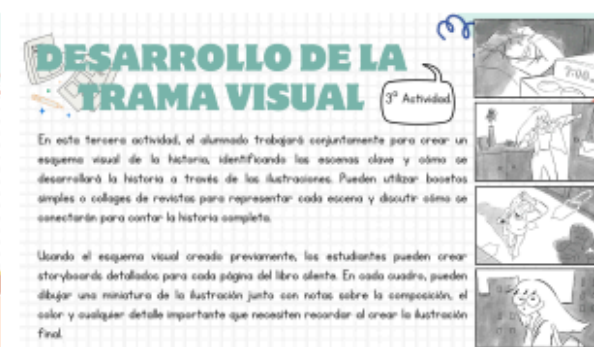 DESARROLLO DE LA
TRAMA VISUAL
3ª Actividad
En esta tercera actividad, el alumnado trabajará conjuntamente para crear un
esquema visual de la historia, identificando las escenas clave y cómo se
desarrollará la historia a través de las ilustraciones. Pueden utilizar bocetos
simples o collages de revistas para representar cada escena y discutir cómo se
conectarán para contar la historia completa.
Usando el esquema visual creado previamente, los estudiantes pueden crear
storyboards detallados para cada página del libro silente. En cada cuadro, pueden
dibujar una miniatura de la ilustración junto con notas sobre la composición, el
color y cualquier detalle importante que necesiten recordar al crear la ilustración
final.
7:00